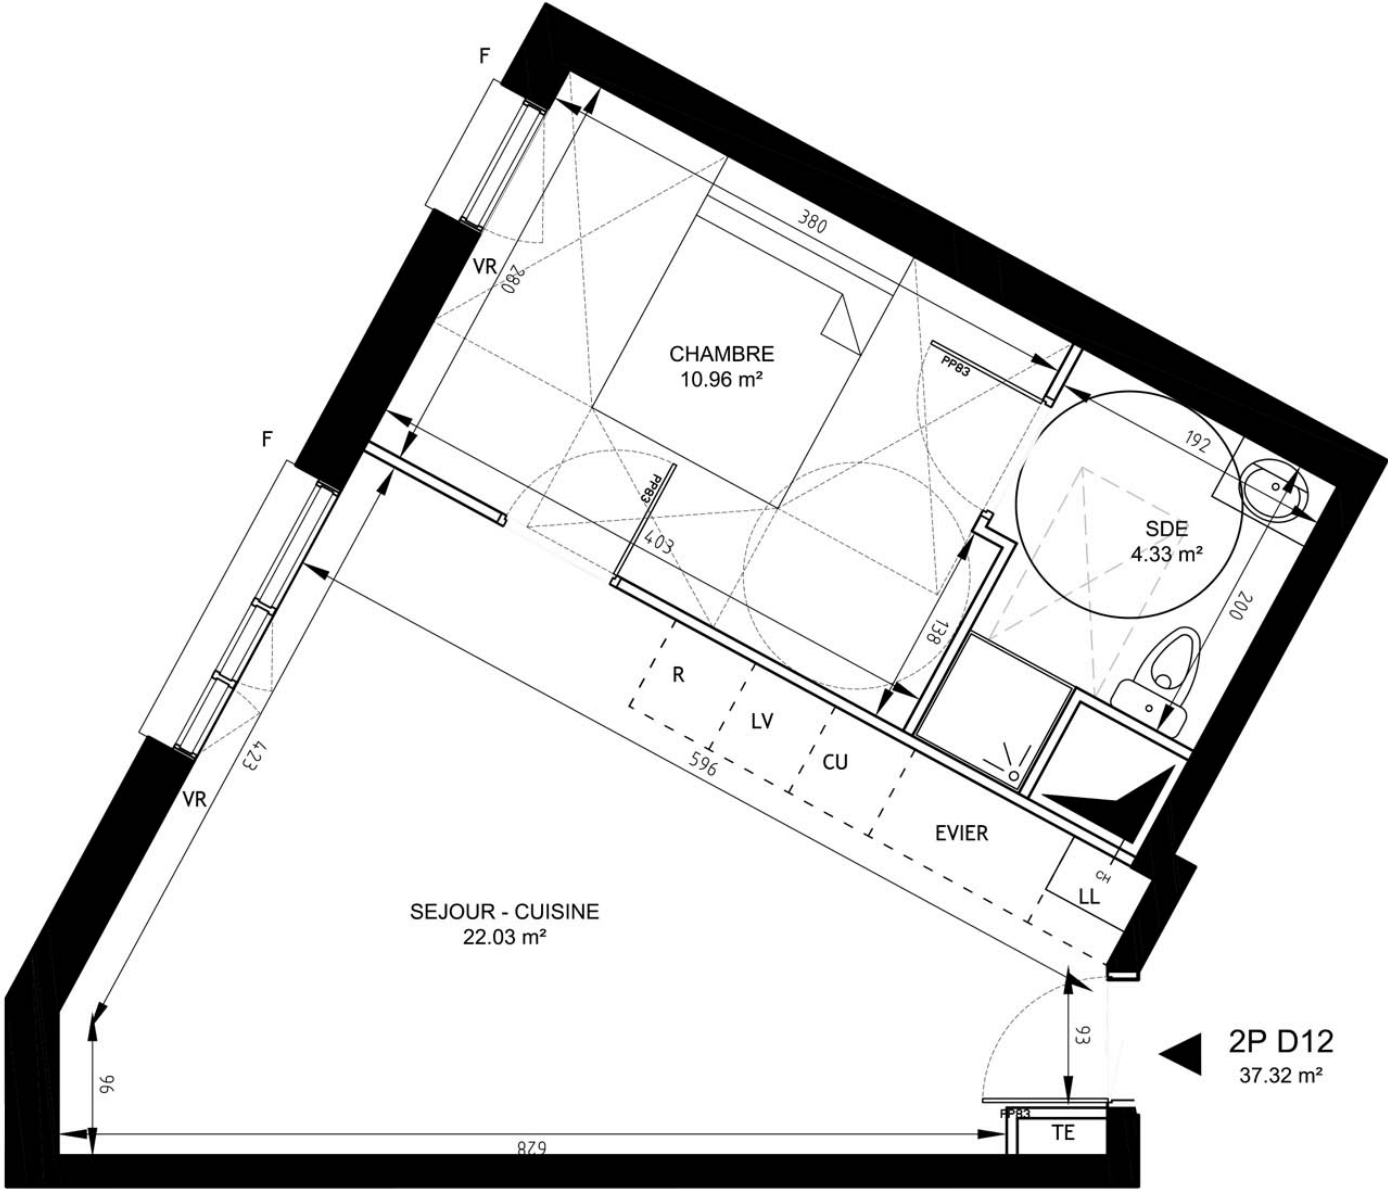 F
380
VR
280
CHAMBRE
10.96 m²
PP83
192
F
PP83
SDE
4.33 m²
403
200
138
R
LV
423
596
CU
VR
EVIER
CH
LL
SEJOUR - CUISINE
22.03 m²
93
2P D12
37.32 m²
96
PP83
TE
628